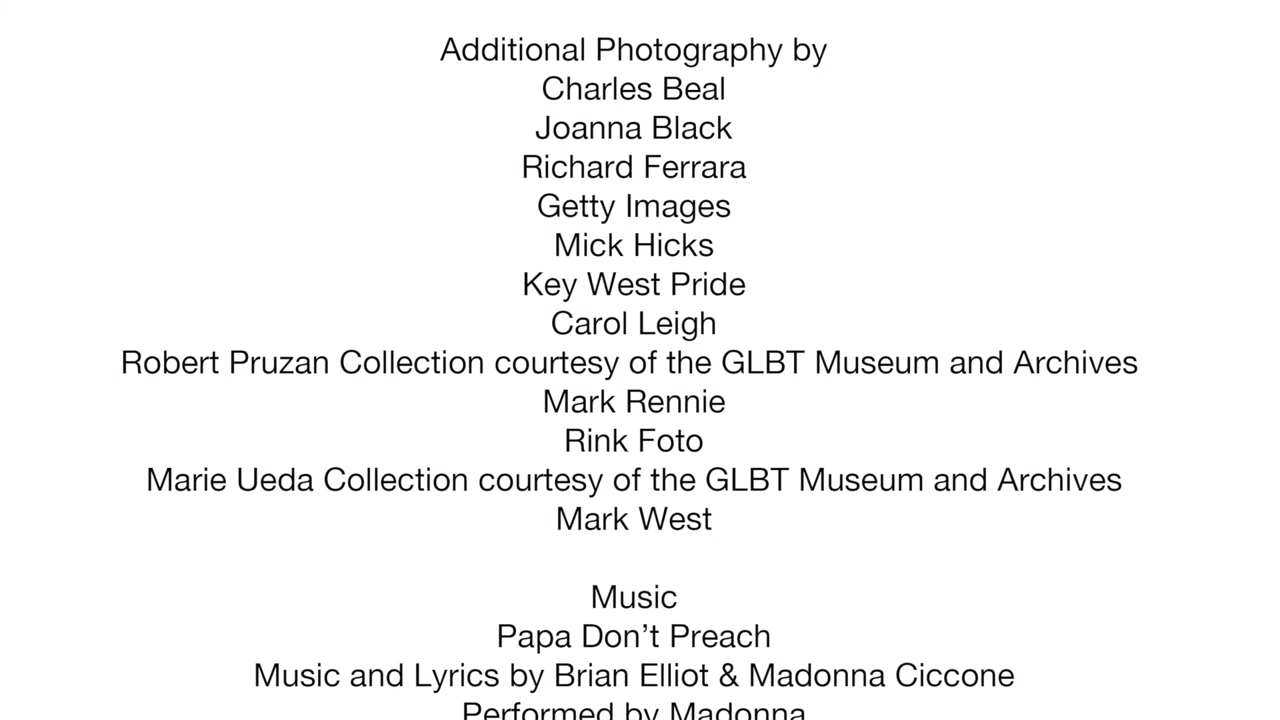 Additional Photography by
Charles Beal
Joanna Black
Richard Ferrara
Getty Images
Mick Hicks
Key West Pride
Carol Leigh
Robert Pruzan Collection courtesy of the GLBT Museum and Archives
Mark Rennie
Rink Foto
Marie Ueda Collection courtesy of the GLBT Museum and Archives
Mark West
Music
Papa Don’t Preach
Music and Lyrics by Brian Elliot & Madonna Ciccone
Performed by Madonna